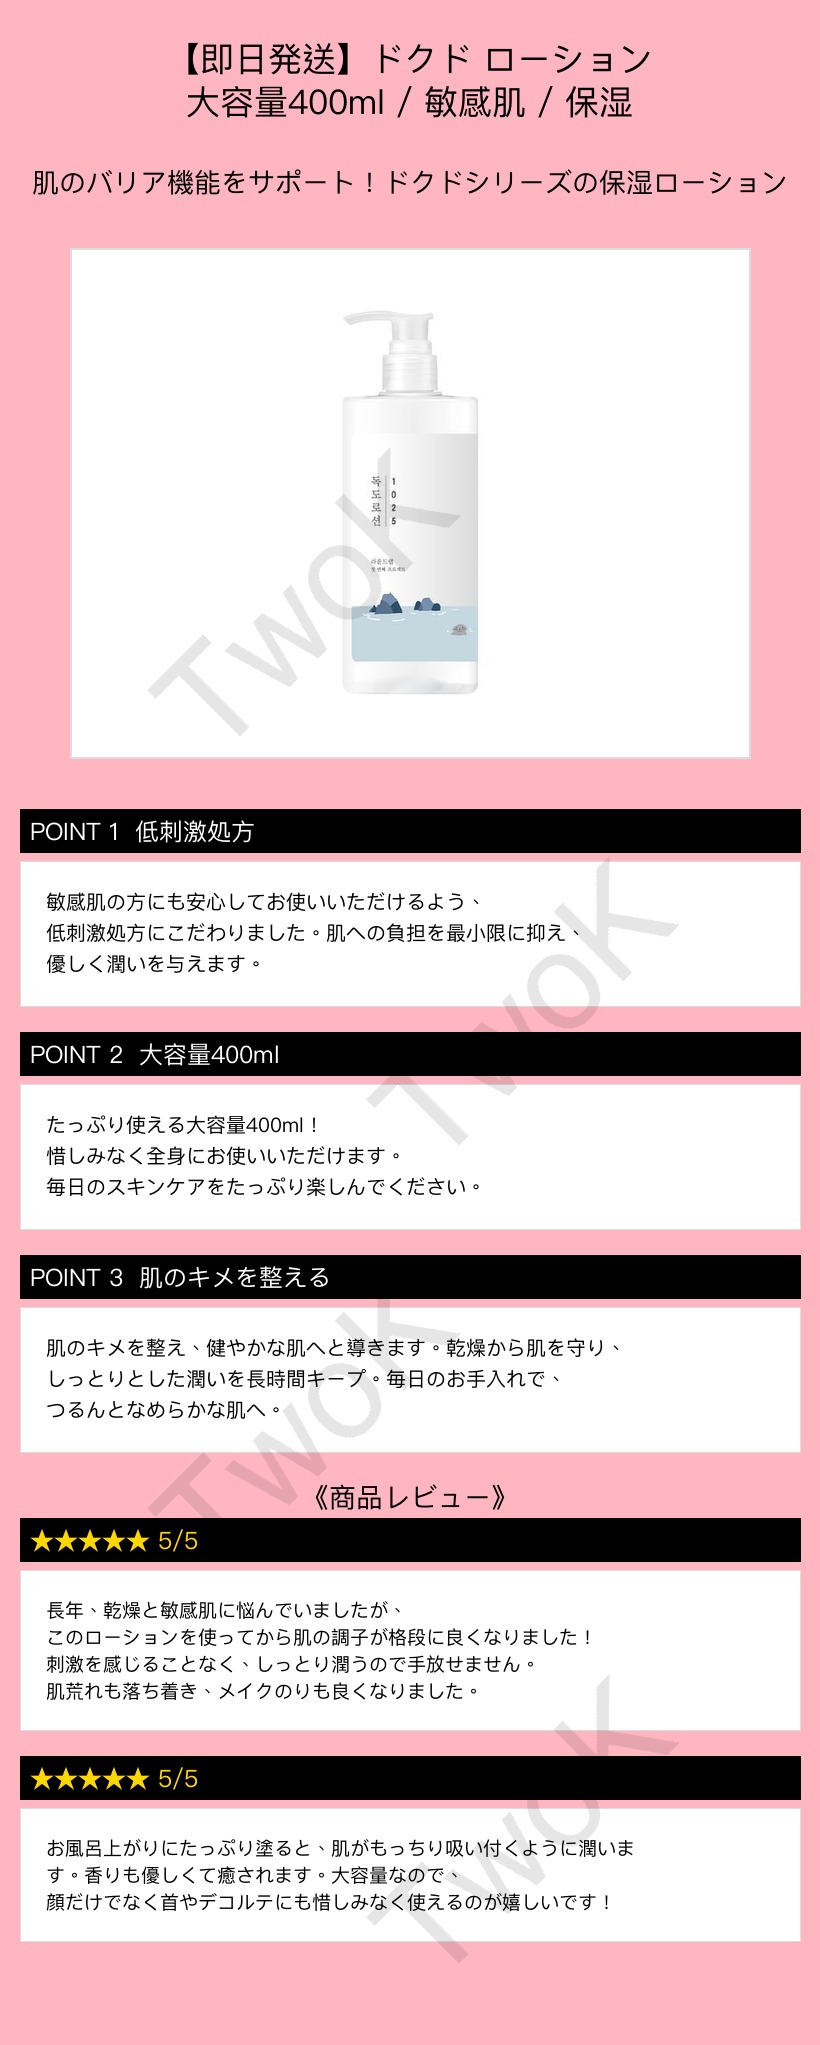 【即日発送】ドクド ローション
大容量400ml / 敏感肌 / 保湿
肌のバリア機能をサポート！ドクドシリーズの保湿ローション
독도로션
1025
라운드랩
첫 번째 프로젝트
TwoK
POINT 1 低刺激処方
敏感肌の方にも安心してお使いいただけるよう、
低刺激処方にこだわりました。肌への負担を最小限に抑え、
優しく潤いを与えます。
TwoK
POINT 2 大容量400ml
たっぷり使える大容量400ml！
惜しみなく全身にお使いいただけます。
毎日のスキンケアをたっぷり楽しんでください。
POINT 3 肌のキメを整える
肌のキメを整え、健やかな肌へと導きます。乾燥から肌を守り、
しっとりとした潤いを長時間キープ。毎日のお手入れで、
つるんとなめらかな肌へ。
TwoK
《商品レビュー》
★★★★★ 5/5
長年、乾燥と敏感肌に悩んでいましたが、
このローションを使ってから肌の調子が格段に良くなりました！
刺激を感じることなく、しっとり潤うので手放せません。
肌荒れも落ち着き、メイクのりも良くなりました。
★★★★★ 5/5
お風呂上がりにたっぷり塗ると、肌がもっちり吸い付くように潤いま
す。香りも優しくて癒されます。大容量なので、
顔だけでなく首やデコルテにも惜しみなく使えるのが嬉しいです！
TwoK